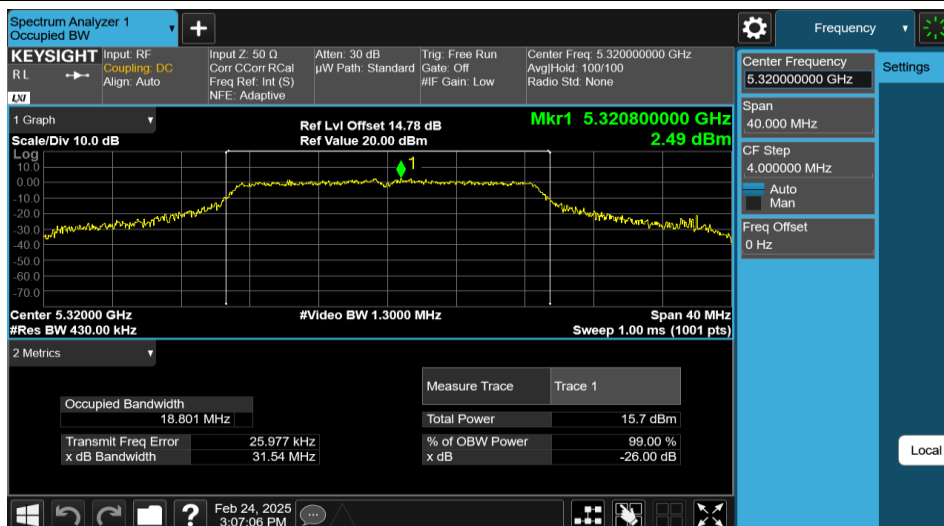 Spectrum Analyzer 1
Occupied BW
+
Frequency
KEYSIGHT
RL
LXI
Input: RF
Coupling: DC
Align: Auto
Input Z: 50 Ω
Corr CCorr RCal
Freq Ref: Int (S)
NFE: Adaptive
Atten: 30 dB
µW Path: Standard
Trig: Free Run
Gate: Off
#IF Gain: Low
Center Freq: 5.320000000 GHz
Avg|Hold: 100/100
Radio Std: None
Center Frequency
5.320000000 GHz
Settings
Span
40.000 MHz
CF Step
4.000000 MHz
Auto
Man
Freq Offset
0 Hz
1 Graph
Scale/Div 10.0 dB
Ref Lvl Offset 14.78 dB
Ref Value 20.00 dBm
Mkr1 5.320800000 GHz
2.49 dBm
Log
10.0
0.00
-10.0
-20.0
-30.0
-40.0
-50.0
-60.0
-70.0
1
Center 5.32000 GHz
#Res BW 430.00 kHz
#Video BW 1.3000 MHz
Span 40 MHz
Sweep 1.00 ms (1001 pts)
2 Metrics
Measure Trace Trace 1
Occupied Bandwidth
18.801 MHz
Total Power 15.7 dBm
Transmit Freq Error 25.977 kHz
% of OBW Power 99.00 %
x dB Bandwidth 31.54 MHz
x dB -26.00 dB
Local
?
Feb 24, 2025
3:07:06 PM